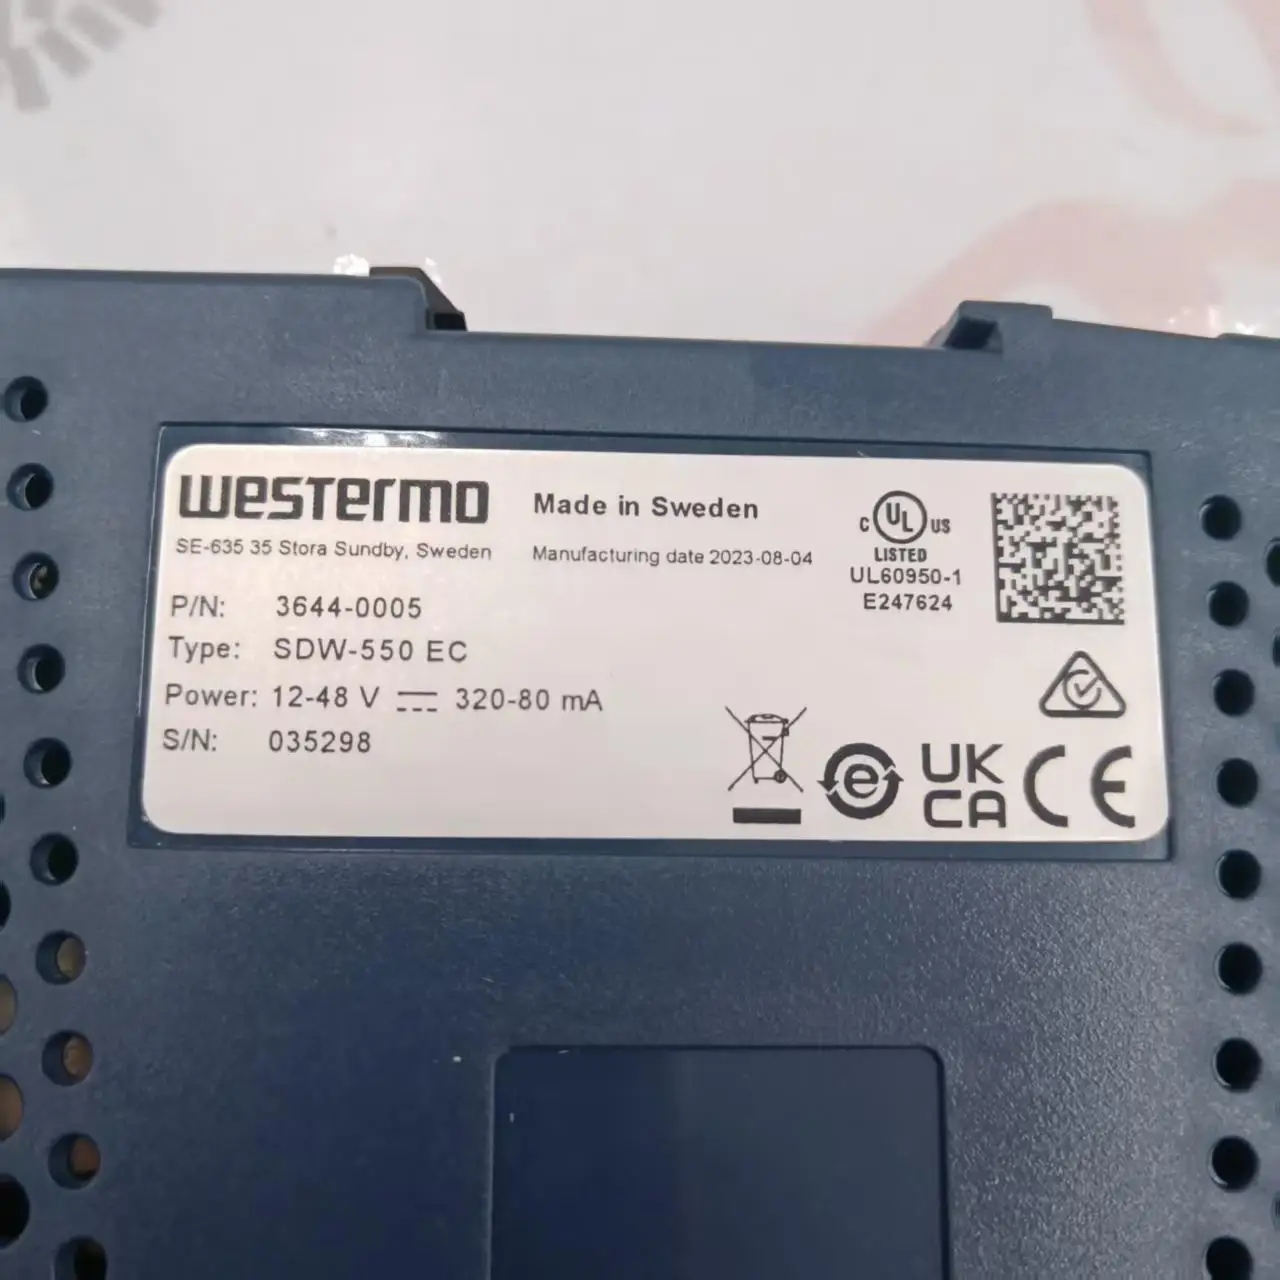 westermo
SE-635 35 Stora Sundby, Sweden
Made in Sweden
Manufacturing date 2023-08-04
P/N: 3644-0005
Type: SDW-550 EC
Power: 12-48 V ⎓ 320-80 mA
S/N: 035298
C UL US
LISTED
UL60950-1
E247624
e
UK
CA
CE